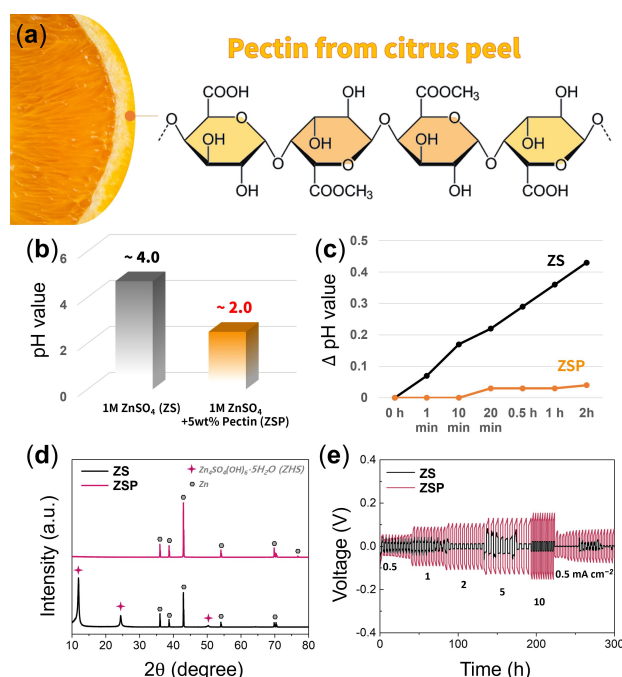 (a)
Pectin from citrus peel
COOH
OH
COOCH₃
OH
O
O
O
O
O
OH
OH
OH
OH
O
O
O
O
OH
COOCH₃
OH
COOH
(b)
6
4
2
0
pH value
~ 4.0
~ 2.0
1M ZnSO₄ (ZS)
1M ZnSO₄
+5wt% Pectin (ZSP)
(c)
0.5
0.4
0.3
0.2
0.1
0
Δ pH value
ZS
ZSP
0 h
1
min
10
min
20
min
0.5 h
1 h
2h
(d)
ZS
ZSP
Zn₄SO₄(OH)₆·5H₂O (ZHS)
Zn
Intensity (a.u.)
10
20
30
40
50
60
70
80
2θ (degree)
(e)
ZS
ZSP
0.4
0.2
0.0
-0.2
-0.4
Voltage (V)
0.5
1
2
5
10
0.5 mA cm⁻²
0
50
100
150
200
250
300
Time (h)